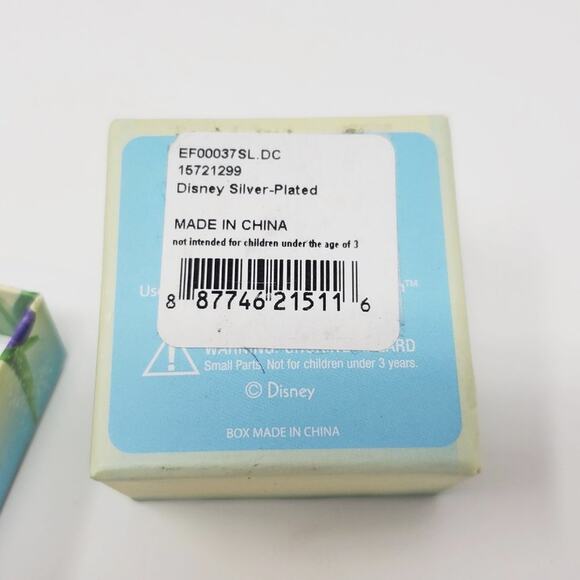 EF00037SL.DC
15721299
Disney Silver-Plated
MADE IN CHINA
not intended for children under the age of 3
8 87746 21511 6
WARNING:
Small Parts. Not for children under 3 years.
© Disney
BOX MADE IN CHINA